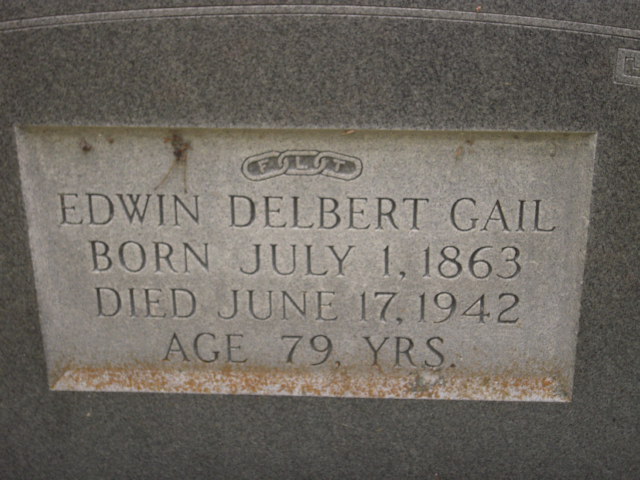 F L T
EDWIN DELBERT GAIL
BORN JULY 1, 1863
DIED JUNE 17, 1942
AGE 79, YRS.